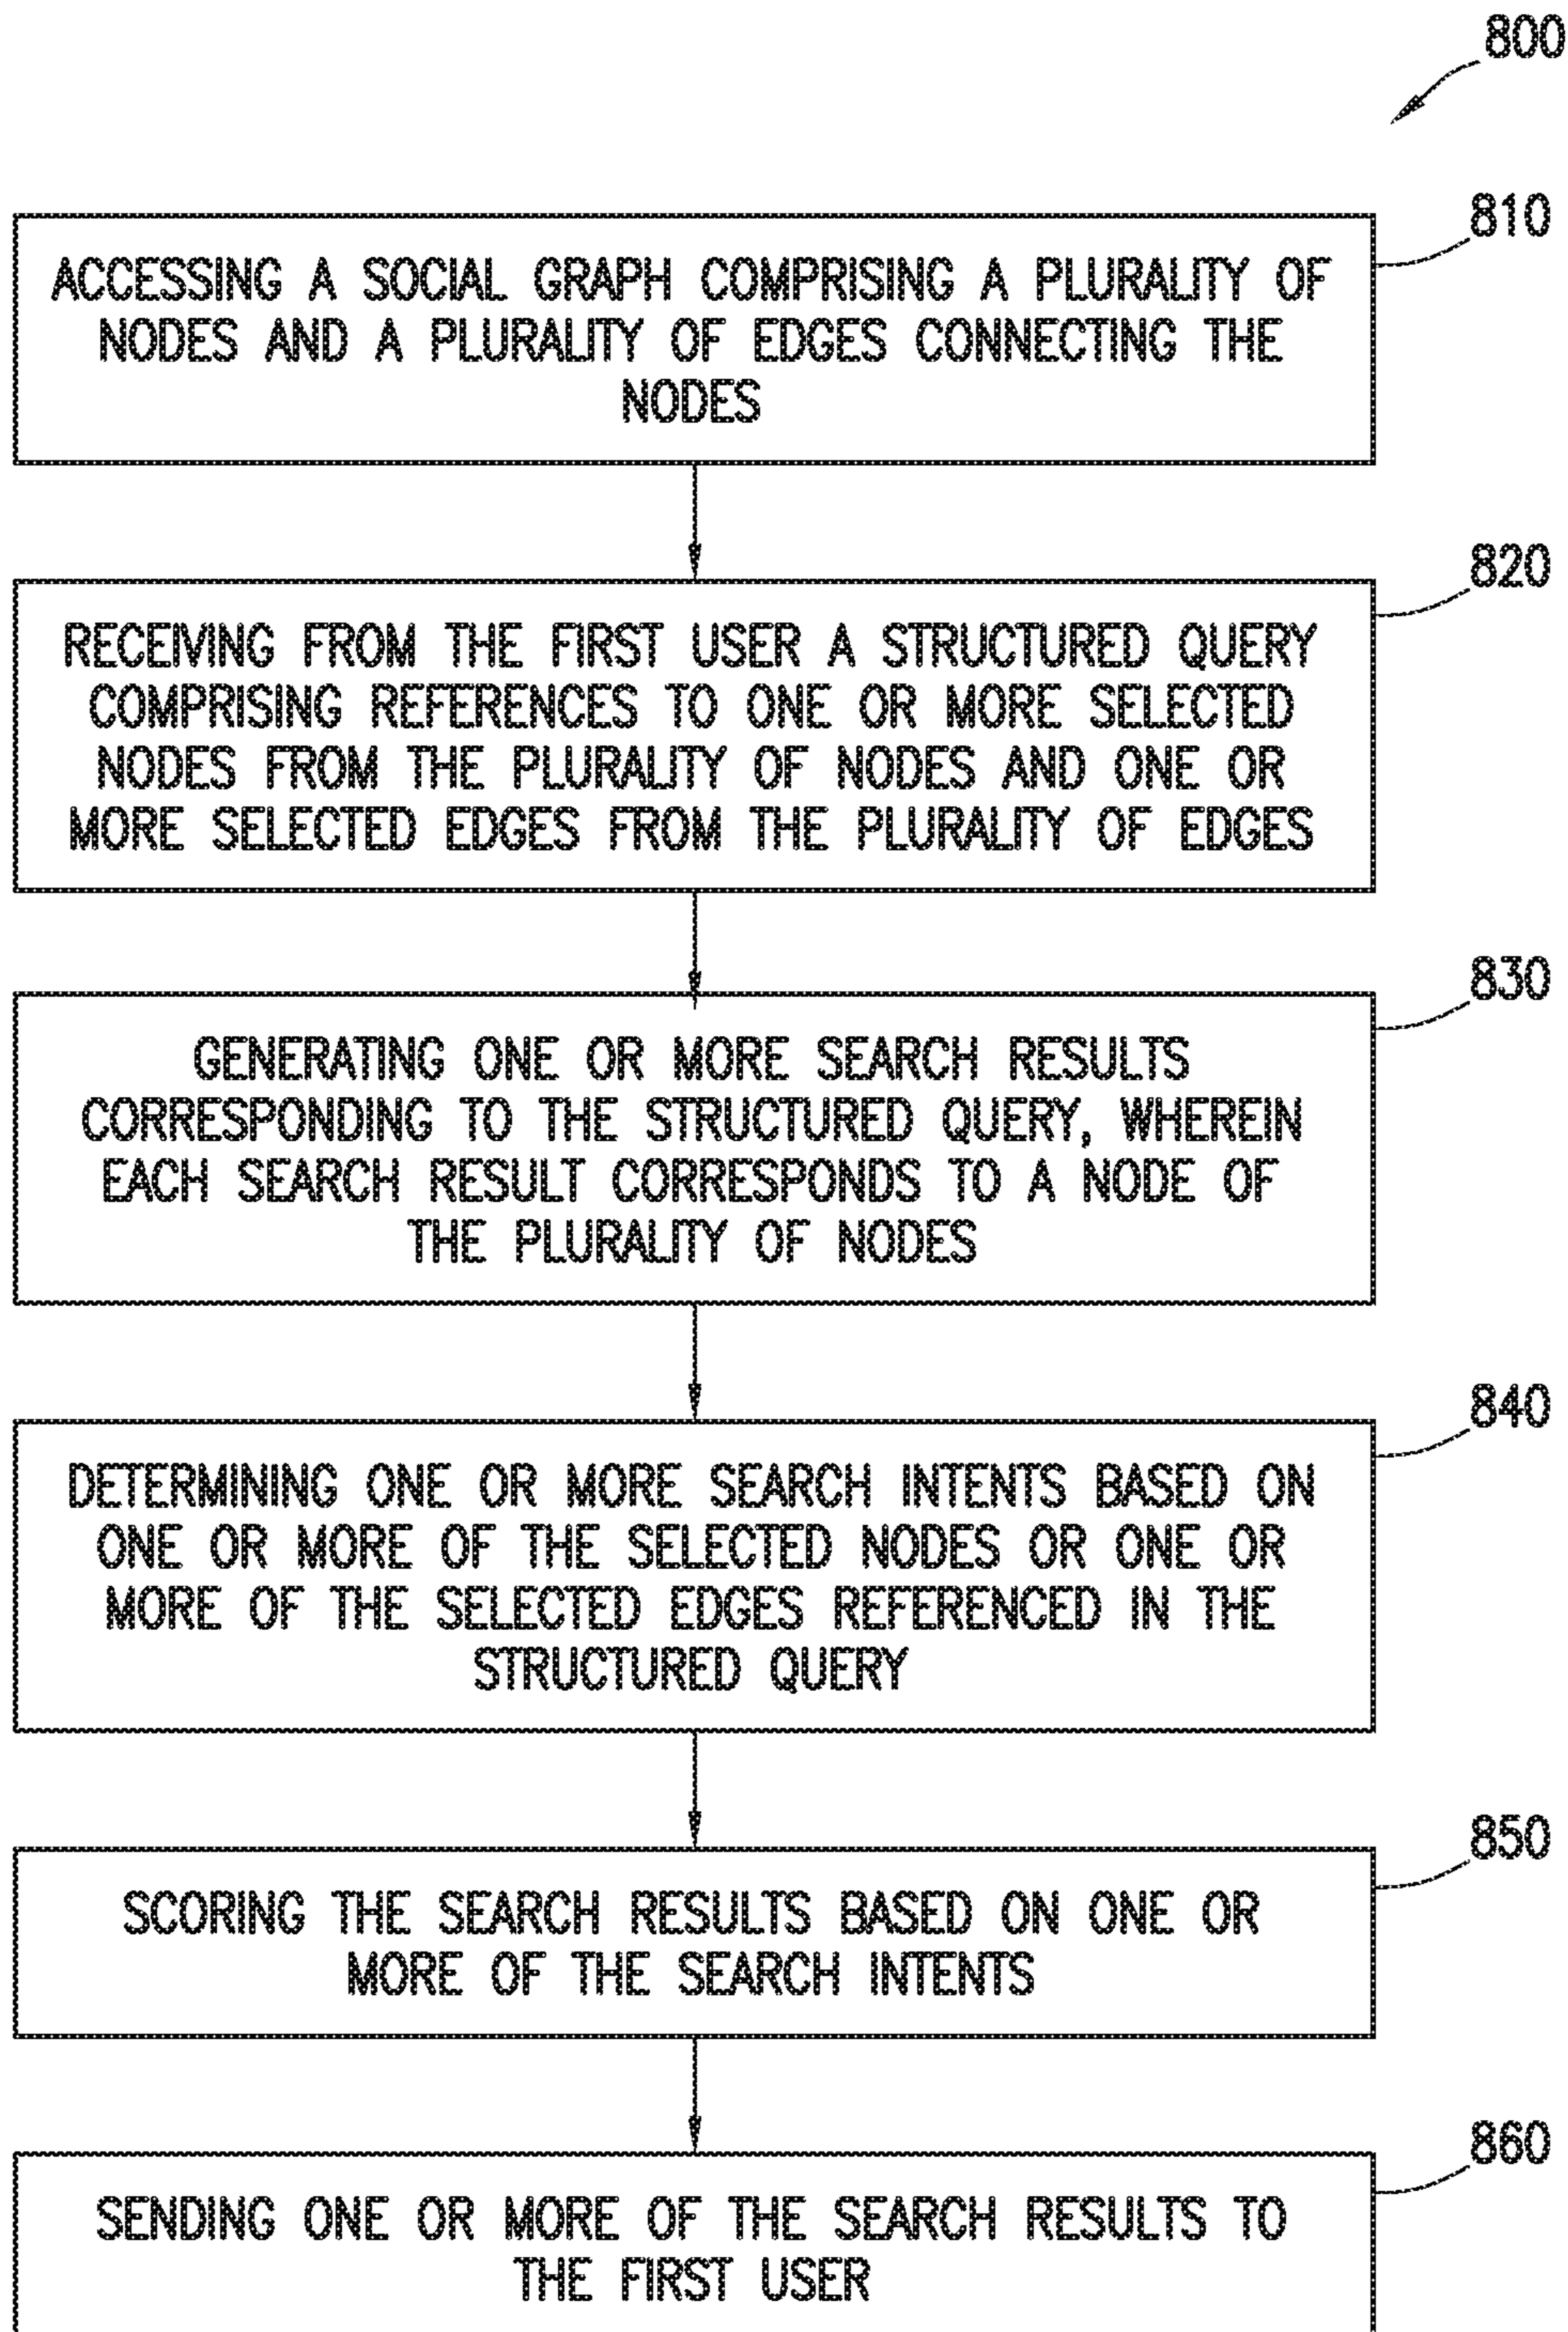 800
810
ACCESSING A SOCIAL GRAPH COMPRISING A PLURALITY OF
NODES AND A PLURALITY OF EDGES CONNECTING THE
NODES
820
RECEIVING FROM THE FIRST USER A STRUCTURED QUERY
COMPRISING REFERENCES TO ONE OR MORE SELECTED
NODES FROM THE PLURALITY OF NODES AND ONE OR
MORE SELECTED EDGES FROM THE PLURALITY OF EDGES
830
GENERATING ONE OR MORE SEARCH RESULTS
CORRESPONDING TO THE STRUCTURED QUERY, WHEREIN
EACH SEARCH RESULT CORRESPONDS TO A NODE OF
THE PLURALITY OF NODES
840
DETERMINING ONE OR MORE SEARCH INTENTS BASED ON
ONE OR MORE OF THE SELECTED NODES OR ONE OR
MORE OF THE SELECTED EDGES REFERENCED IN THE
STRUCTURED QUERY
850
SCORING THE SEARCH RESULTS BASED ON ONE OR
MORE OF THE SEARCH INTENTS
860
SENDING ONE OR MORE OF THE SEARCH RESULTS TO
THE FIRST USER